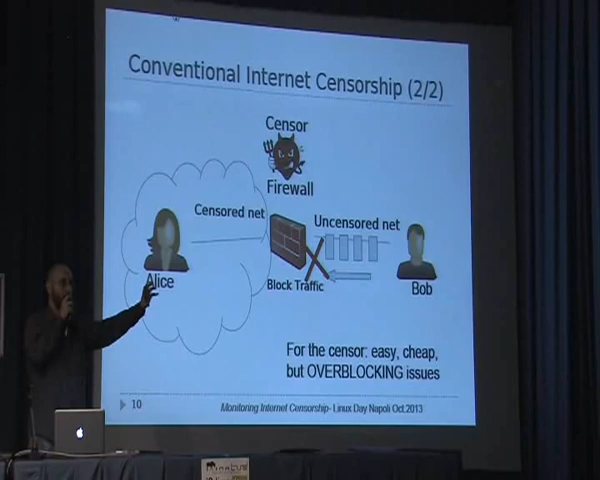 Conventional Internet Censorship (2/2)
Censor
Firewall
Censored net
Uncensored net
Alice
Block Traffic
Bob
For the censor: easy, cheap,
but OVERBLOCKING issues
10
Monitoring Internet Censorship- Linux Day Napoli Oct.2013